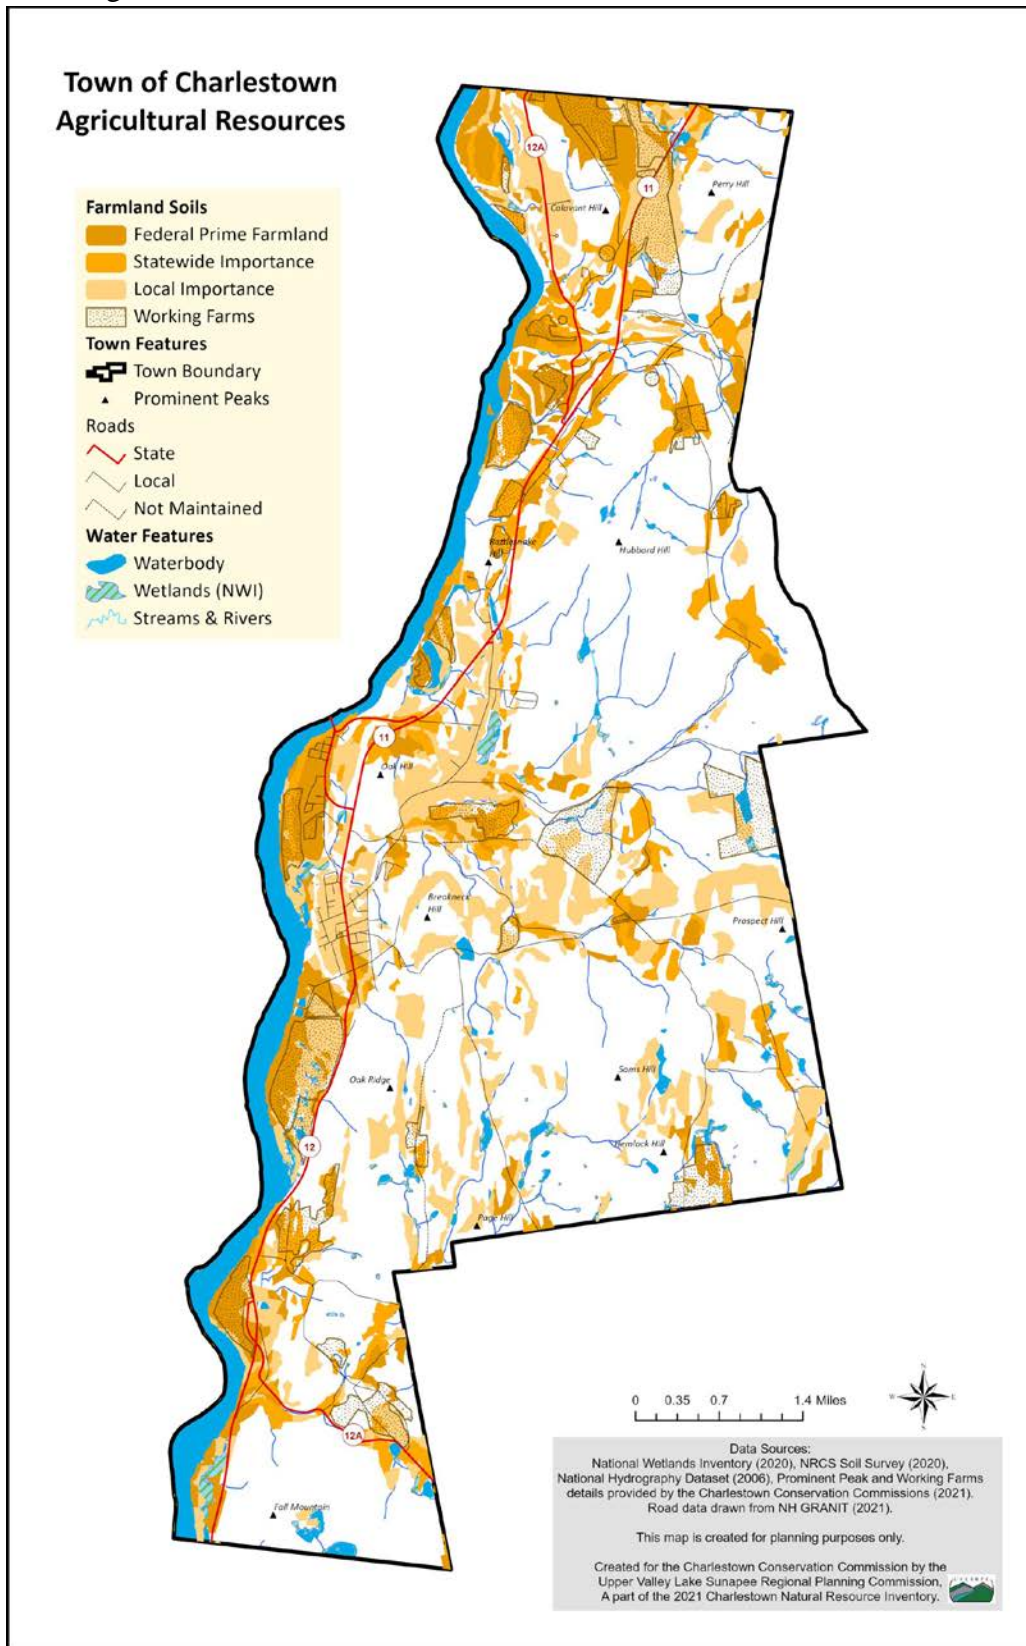 Town of Charlestown
Agricultural Resources
Farmland Soils
Federal Prime Farmland
Statewide Importance
Local Importance
Working Farms
Town Features
Town Boundary
Prominent Peaks
Roads
State
Local
Not Maintained
Water Features
Waterbody
Wetlands (NWI)
Streams & Rivers
12A
11
Perry Hill
Calavant Hill
Rattlesnake
Hill
Hubbard Hill
11
Oak Hill
Breakneck
Hill
Prospect Hill
Oak Ridge
Sams Hill
12
Hemlock Hill
Page Hill
12A
Fall Mountain
0 0.35 0.7 1.4 Miles
N
W E
S
Data Sources:
National Wetlands Inventory (2020), NRCS Soil Survey (2020),
National Hydrography Dataset (2006), Prominent Peak and Working Farms
details provided by the Charlestown Conservation Commissions (2021).
Road data drawn from NH GRANIT (2021).
This map is created for planning purposes only.
Created for the Charlestown Conservation Commission by the
Upper Valley Lake Sunapee Regional Planning Commission,
A part of the 2021 Charlestown Natural Resource Inventory.